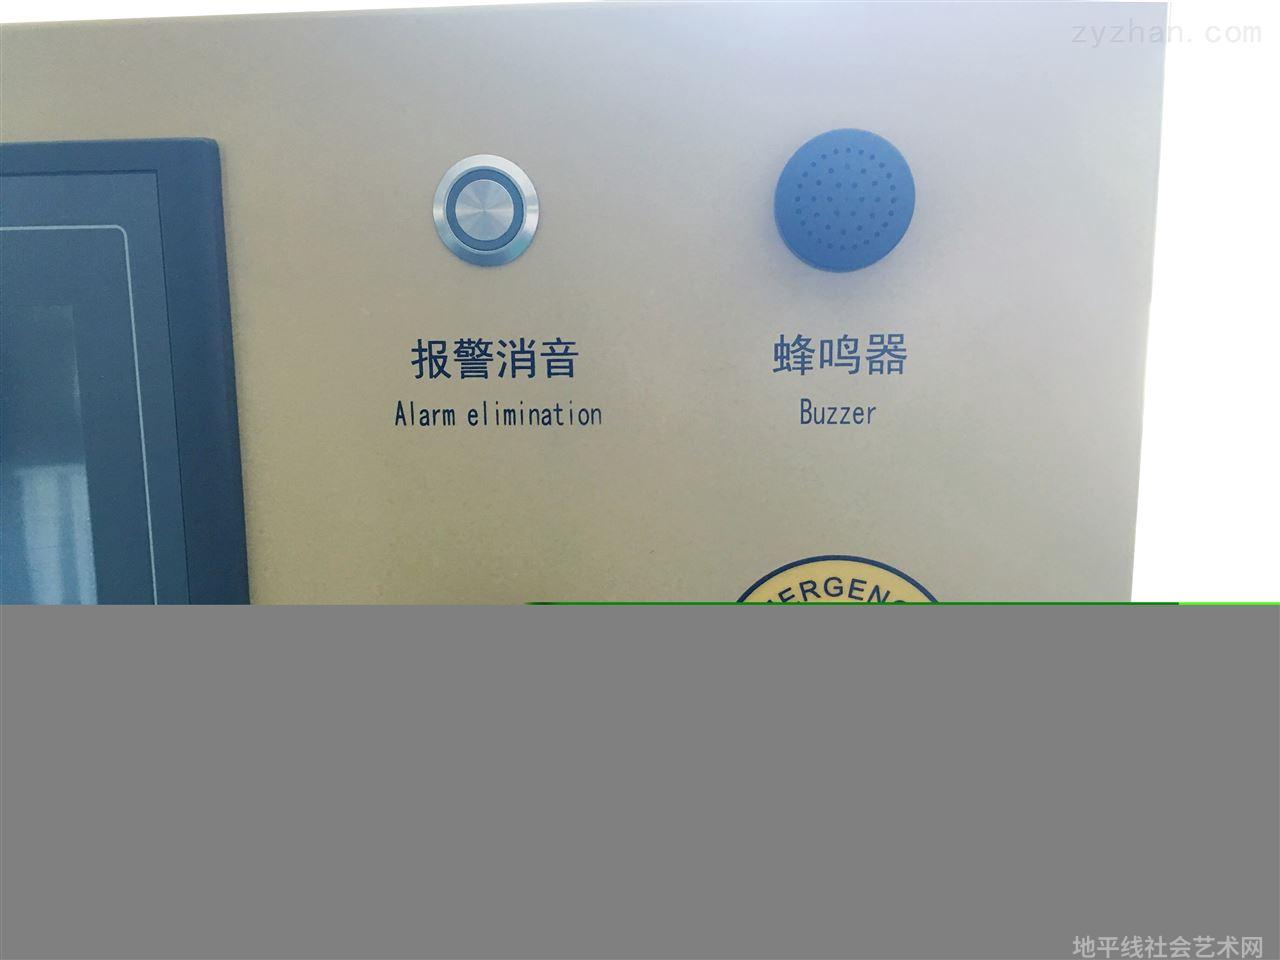 zyzhan.com
报警消音
蜂鸣器
Alarm elimination
Buzzer
地平线社会艺术网